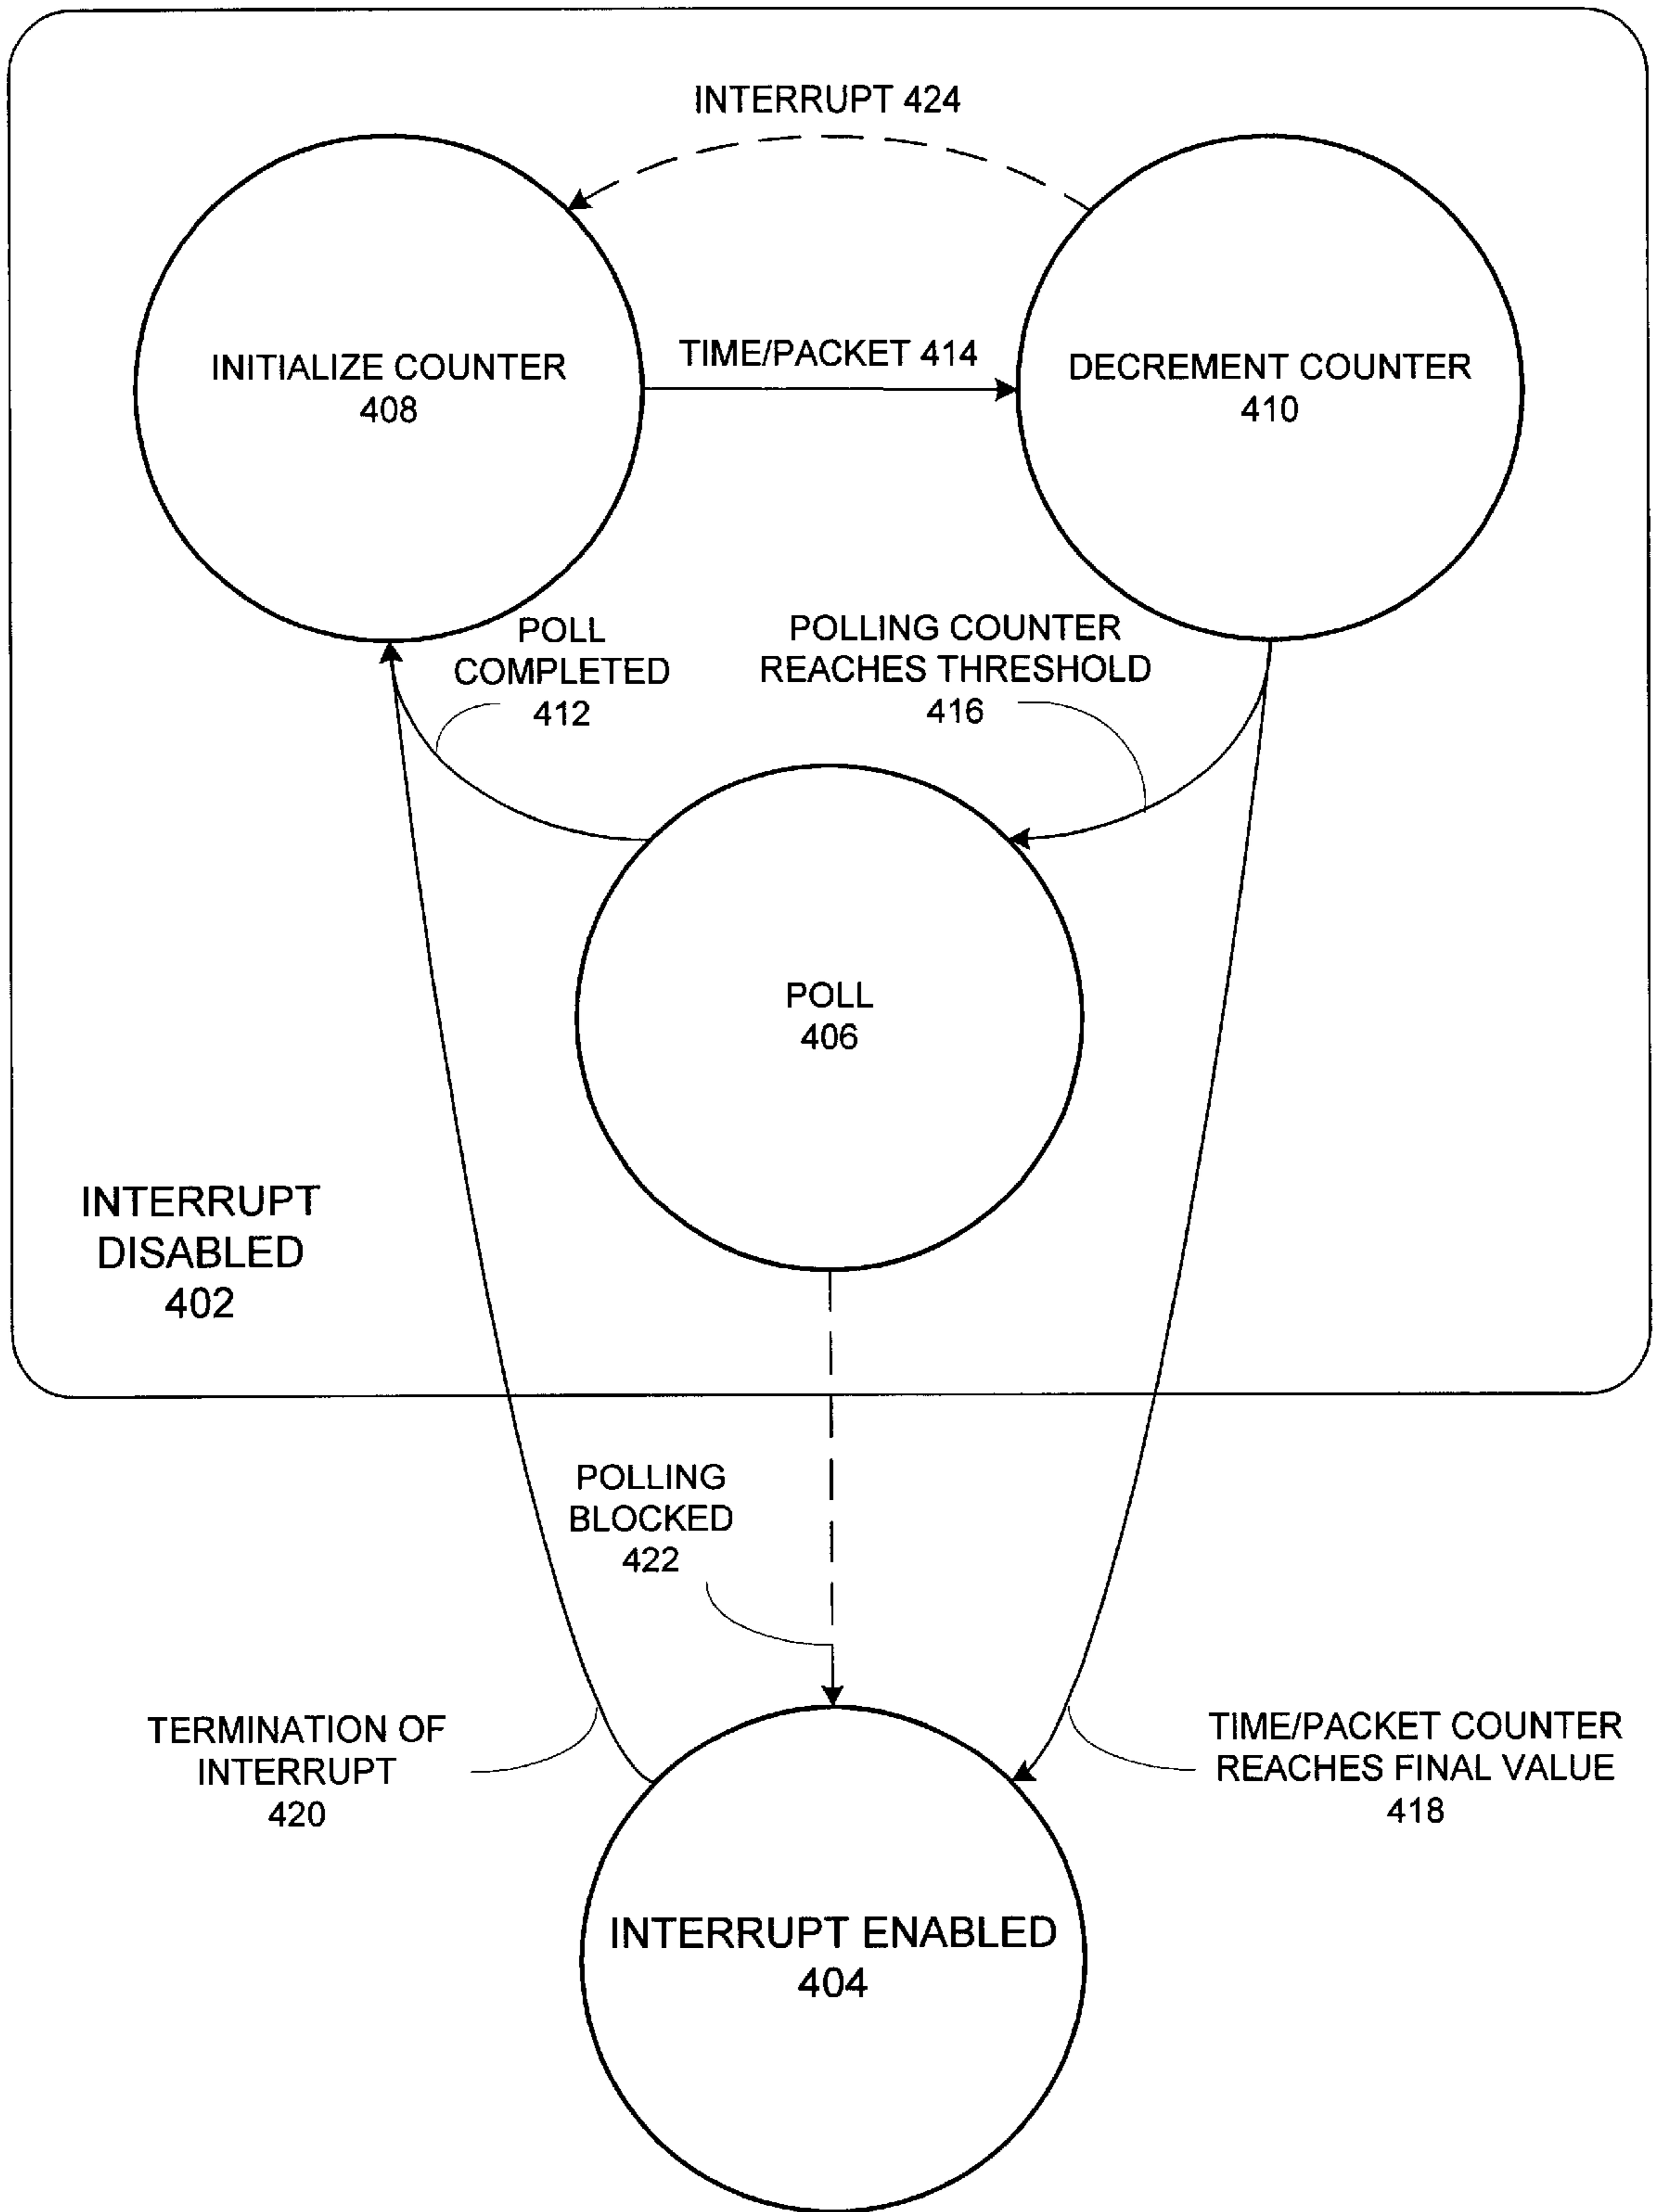 INTERRUPT 424
INITIALIZE COUNTER
408
TIME/PACKET 414
DECREMENT COUNTER
410
POLL
COMPLETED
412
POLLING COUNTER
REACHES THRESHOLD
416
POLL
406
INTERRUPT
DISABLED
402
POLLING
BLOCKED
422
TERMINATION OF
INTERRUPT
420
TIME/PACKET COUNTER
REACHES FINAL VALUE
418
INTERRUPT ENABLED
404